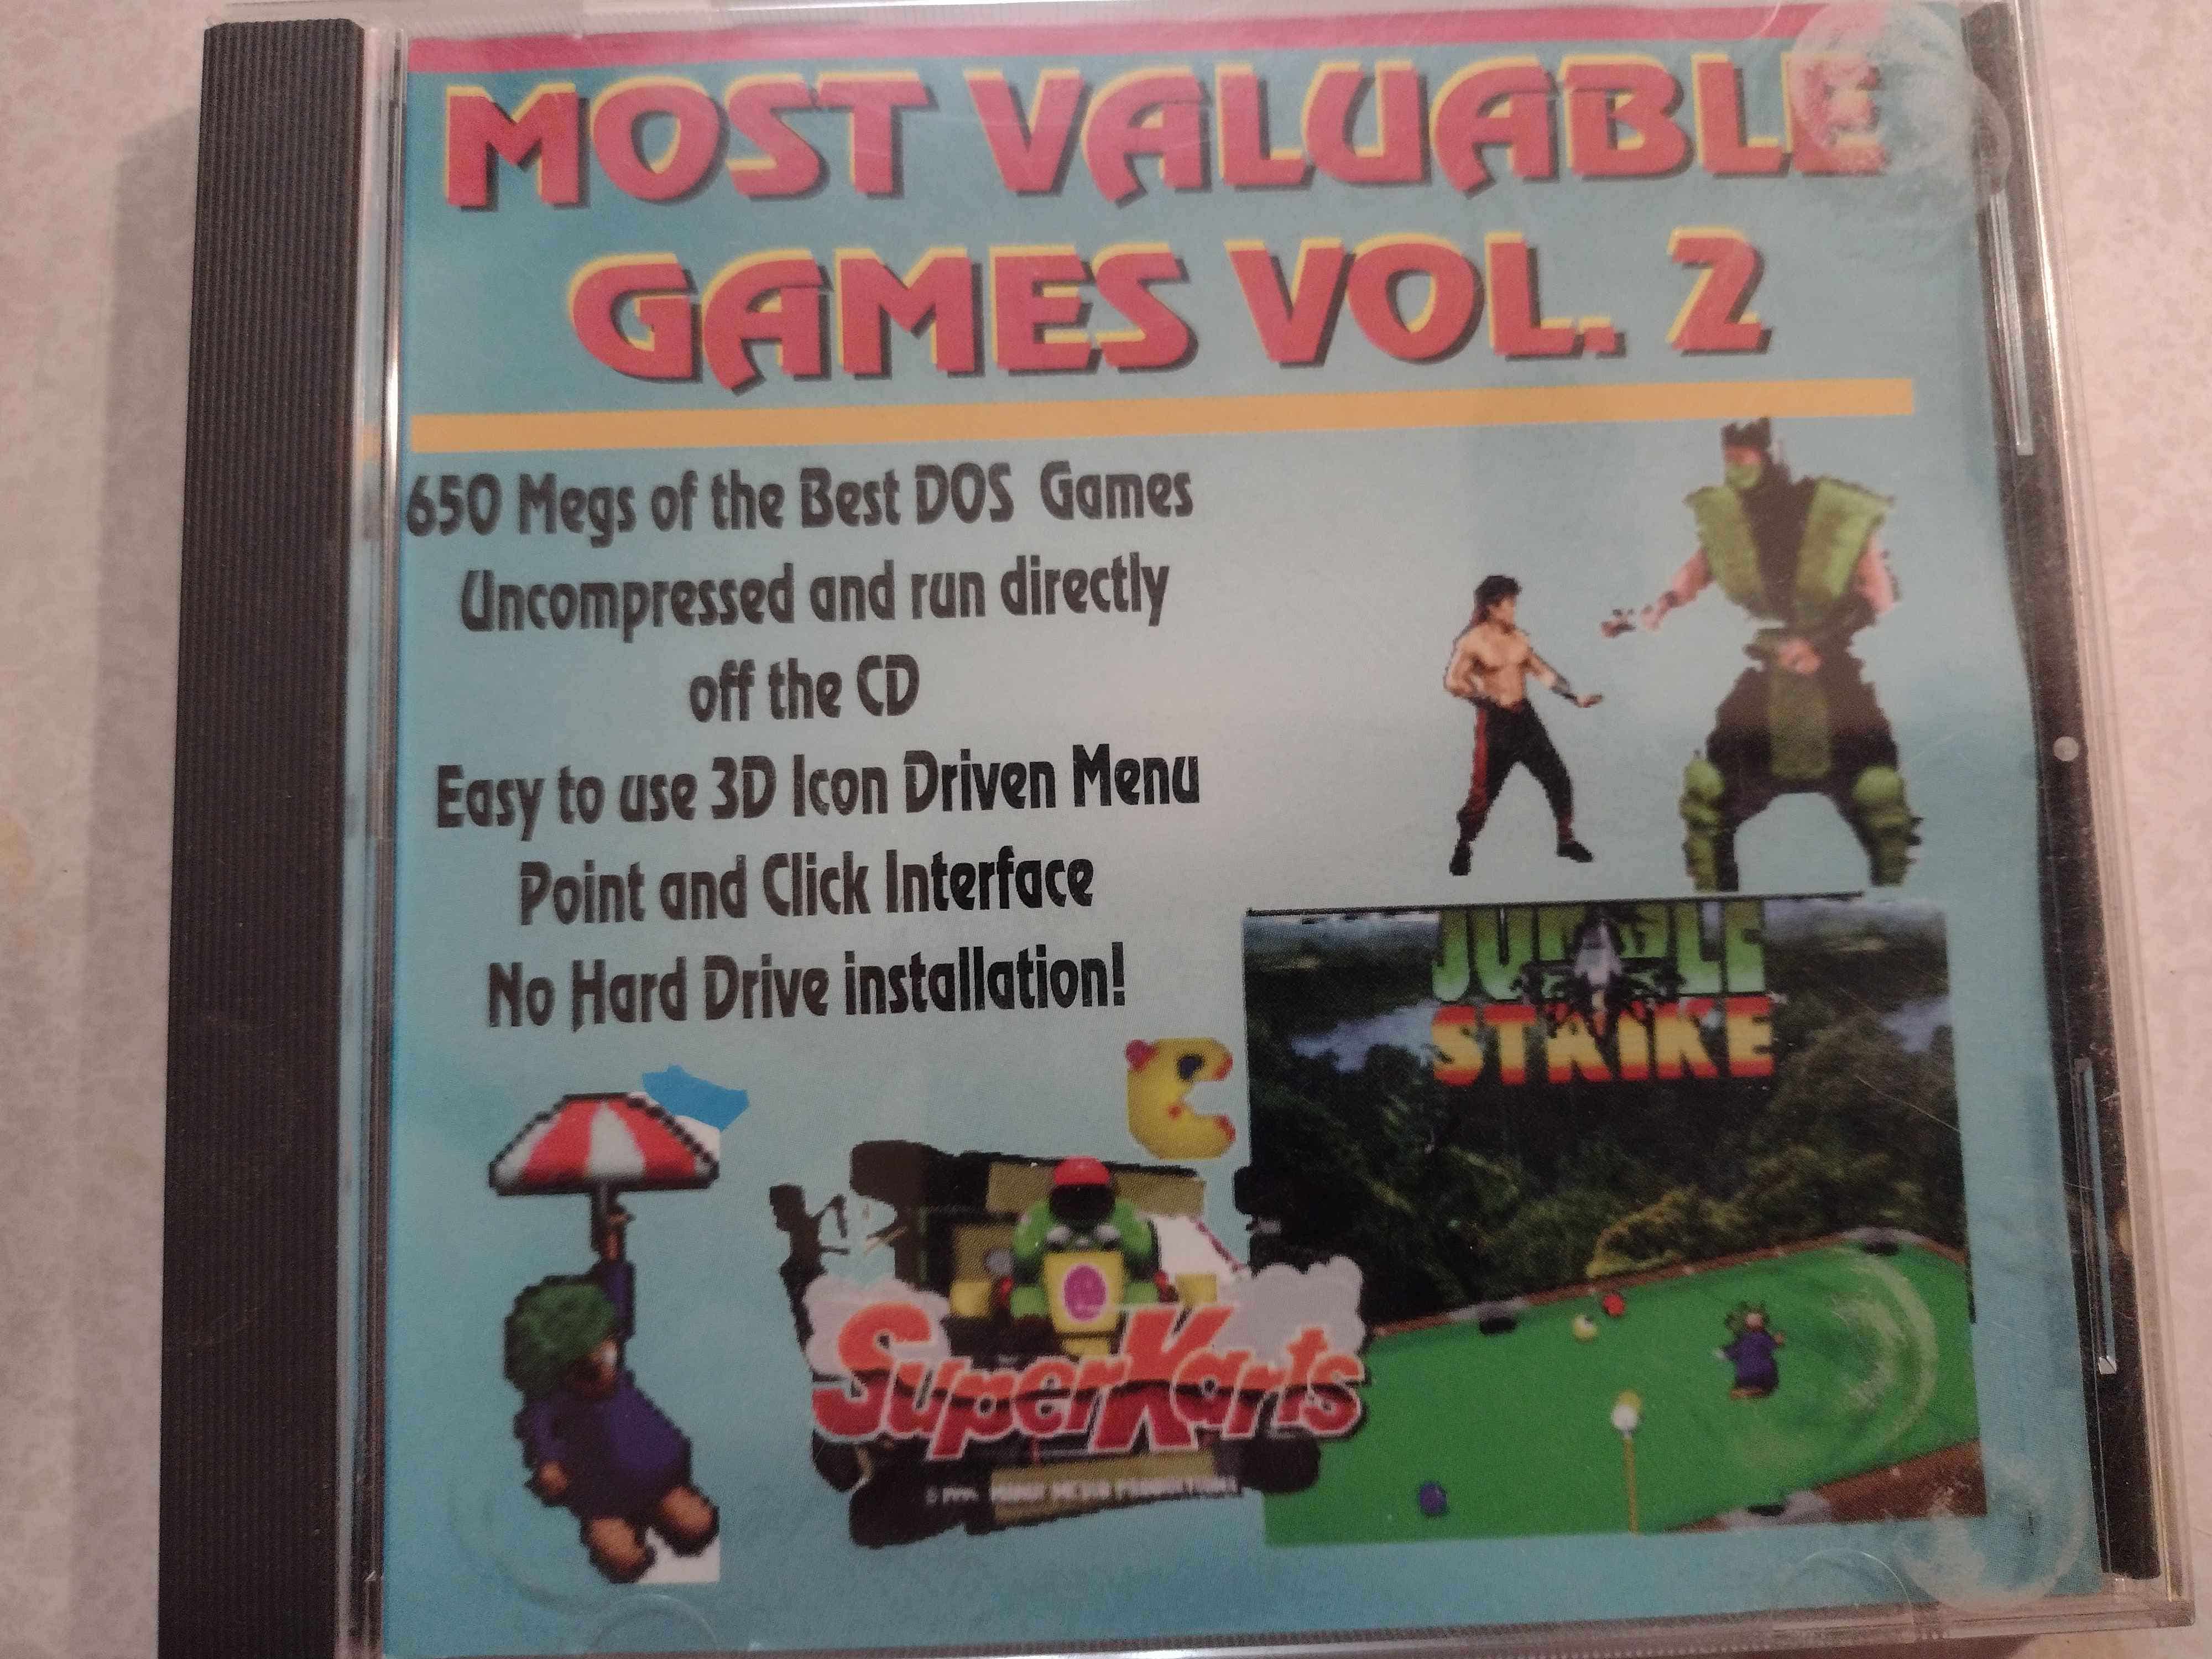 MOST VALUABLE
GAMES VOL. 2
650 Megs of the Best DOS Games
Uncompressed and run directly
off the CD
Easy to use 3D Icon Driven Menu
Point and Click Interface
No Hard Drive installation!
JUNGLE
STRIKE
SuperKarts